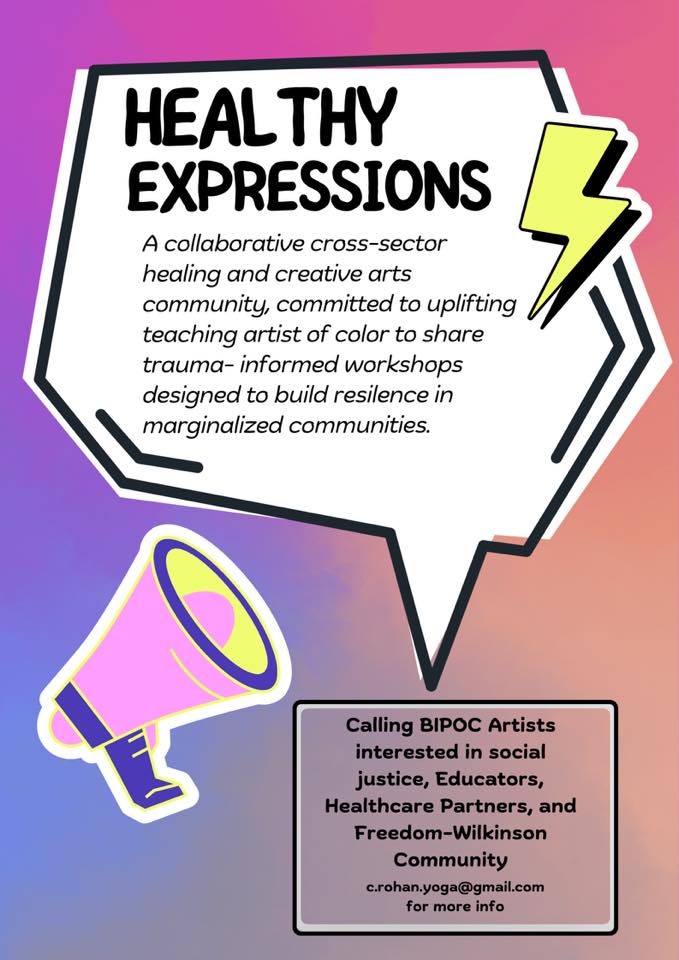 HEALTHY
EXPRESSIONS
A collaborative cross-sector
healing and creative arts
community, committed to uplifting
teaching artist of color to share
trauma- informed workshops
designed to build resilence in
marginalized communities.
Calling BIPOC Artists
interested in social
justice, Educators,
Healthcare Partners, and
Freedom-Wilkinson
Community
c.rohan.yoga@gmail.com
for more info